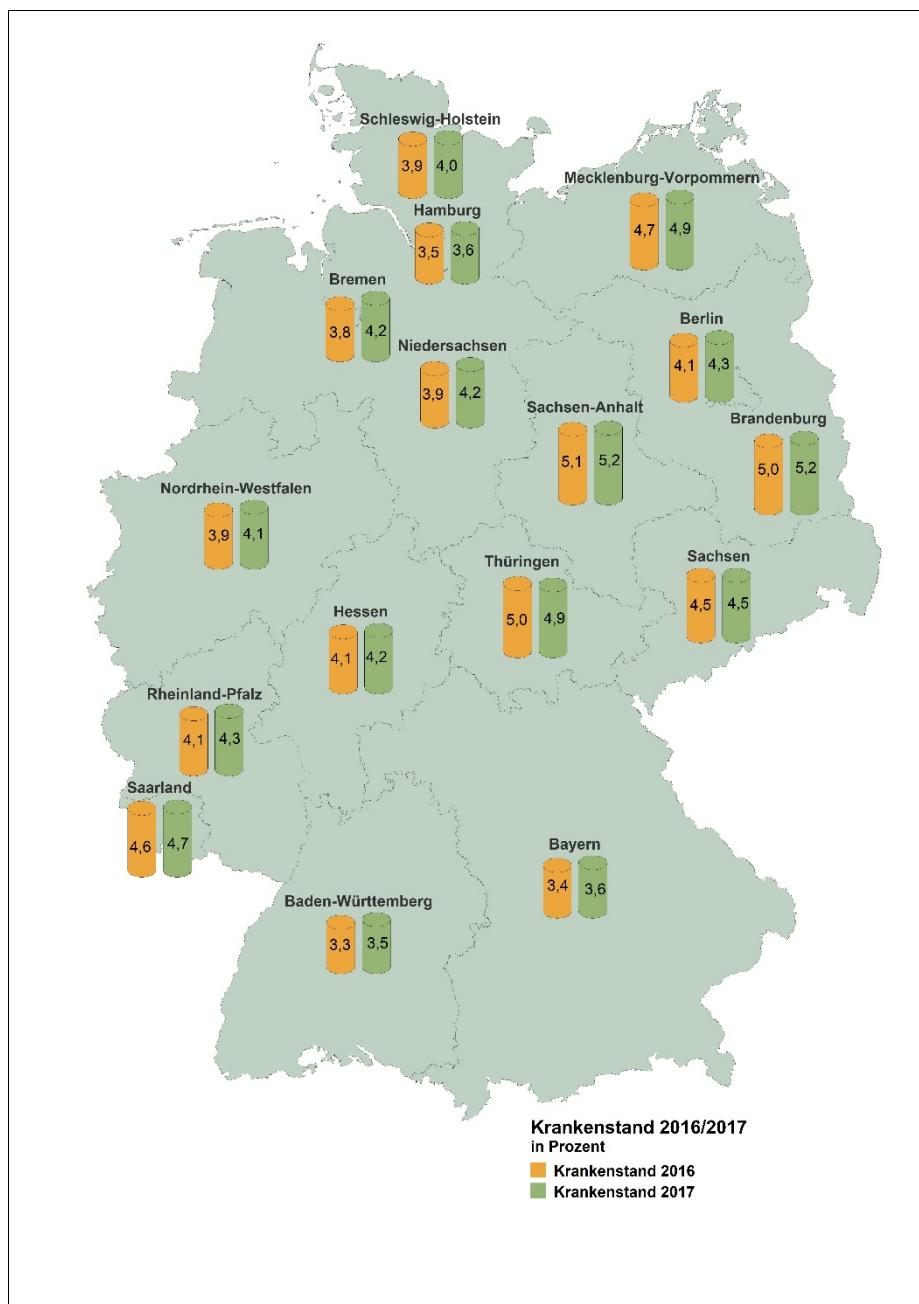 Schleswig-Holstein
3,9 4,0
Mecklenburg-Vorpommern
4,7 4,9
Hamburg
3,5 3,6
Bremen
3,8 4,2
Berlin
4,1 4,3
Niedersachsen
3,9 4,2
Sachsen-Anhalt
5,1 5,2
Brandenburg
5,0 5,2
Nordrhein-Westfalen
3,9 4,1
Thüringen
5,0 4,9
Sachsen
4,5 4,5
Hessen
4,1 4,2
Rheinland-Pfalz
4,1 4,3
Saarland
4,6 4,7
Bayern
3,4 3,6
Baden-Württemberg
3,3 3,5
Krankenstand 2016/2017
in Prozent
Krankenstand 2016
Krankenstand 2017